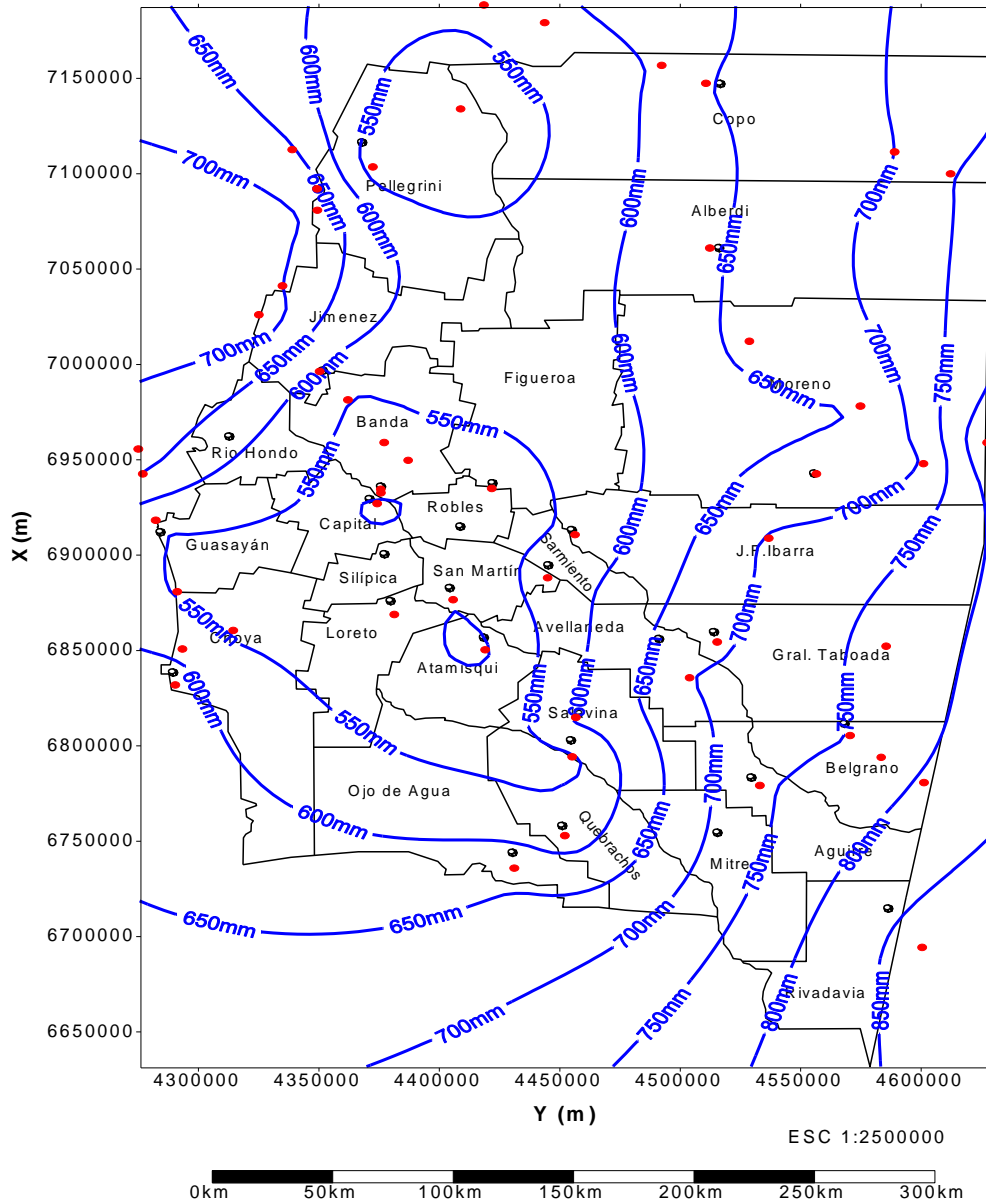 650mm
600mm
550mm
7150000
Copo
550mm
700mm
7100000
Pellegrini
650mm
700mm
600mm
600mm
Alberdi
650mm
7050000
Jimenez
700mm
650mm
600mm
600mm
700mm
750mm
7000000
Figueroa
650mm
Moreno
550mm
Banda
550mm
6950000
Rio Hondo
650mm
Robles
Capital
700mm
600mm
Guasayán
Sarmiento
J.F.Ibarra
750mm
X (m)
6900000
Silípica
San Martín
550mm
Choya
Loreto
Avellaneda
700mm
6850000
Atamisqui
Gral. Taboada
650mm
600mm
550mm
600mm
Salavina
750mm
550mm
6800000
700mm
Belgrano
Ojo de Agua
600mm
Quebrachos
650mm
6750000
Mitre
Aguirre
800mm
750mm
650mm
650mm
700mm
6700000
Rivadavia
700mm
750mm
800mm
850mm
6650000
4300000 4350000 4400000 4450000 4500000 4550000 4600000
Y (m)
ESC 1:2500000
0km 50km 100km 150km 200km 250km 300km